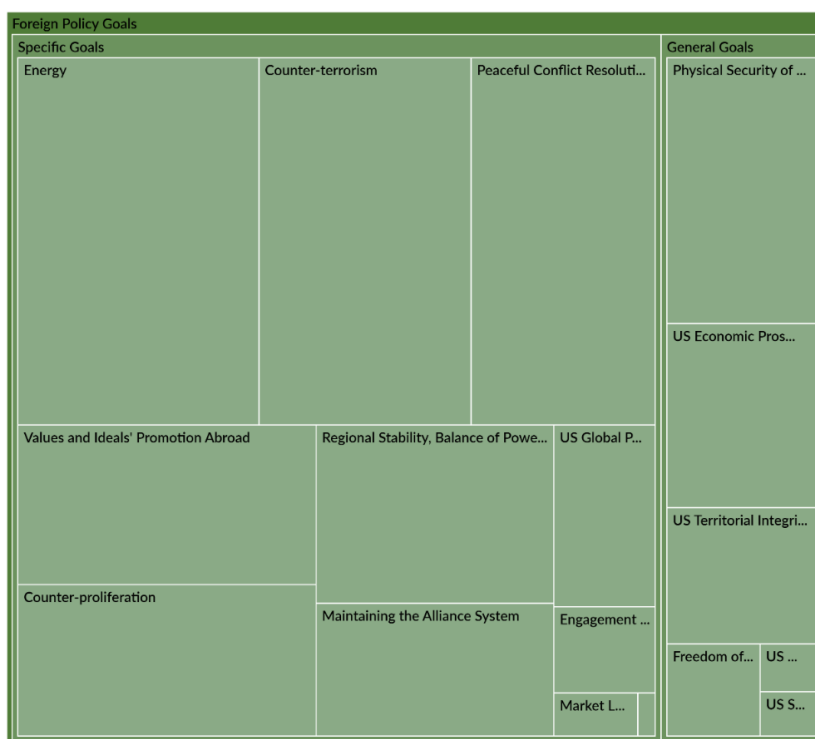 Foreign Policy Goals
Specific Goals
General Goals
Energy
Counter-terrorism
Peaceful Conflict Resoluti...
Physical Security of ...
US Economic Pros...
Values and Ideals' Promotion Abroad
Regional Stability, Balance of Powe...
US Global P...
US Territorial Integri...
Counter-proliferation
Maintaining the Alliance System
Engagement ...
Freedom of...
US ...
Market L...
US S...